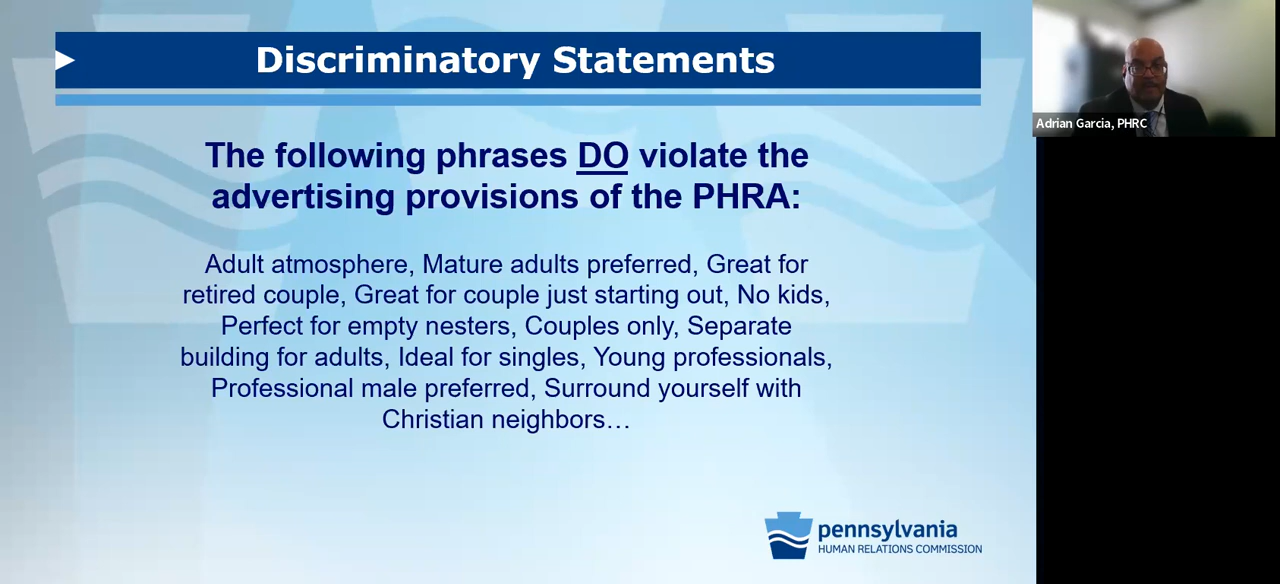 Discriminatory Statements
The following phrases DO violate the
advertising provisions of the PHRA:
Adult atmosphere, Mature adults preferred, Great for
retired couple, Great for couple just starting out, No kids,
Perfect for empty nesters, Couples only, Separate
building for adults, Ideal for singles, Young professionals,
Professional male preferred, Surround yourself with
Christian neighbors…
pennsylvania
HUMAN RELATIONS COMMISSION
Adrian Garcia, PHRC